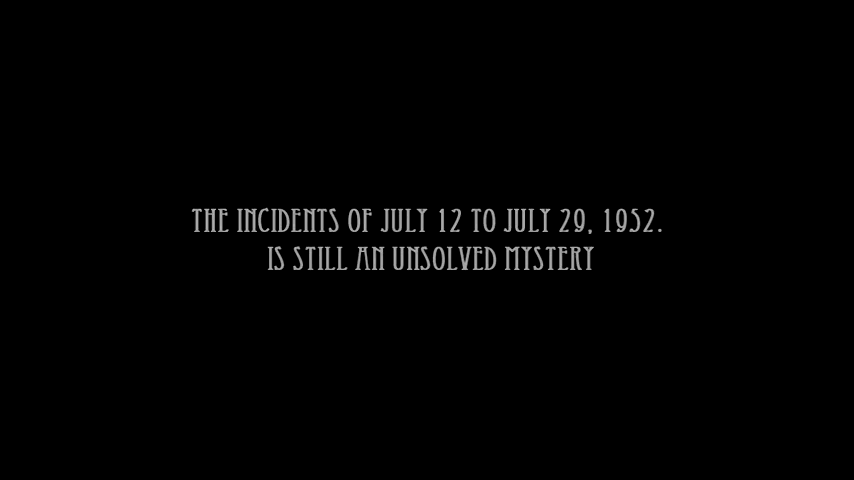 THE INCIDENTS OF JULY 12 TO JULY 29, 1952.
IS STILL AN UNSOLVED MYSTERY